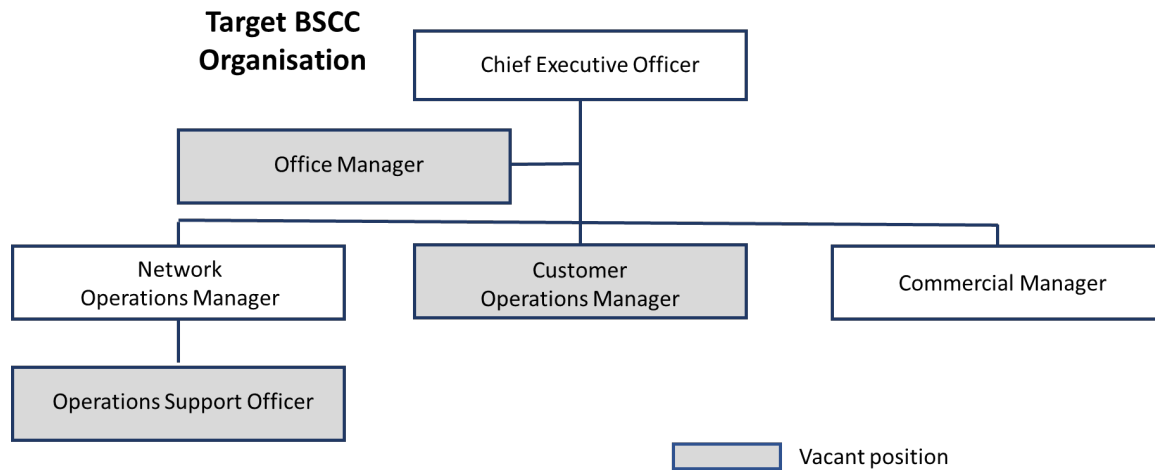 Target BSCC
Organisation
Chief Executive Officer
Office Manager
Network
Operations Manager
Customer
Operations Manager
Commercial Manager
Operations Support Officer
Vacant position